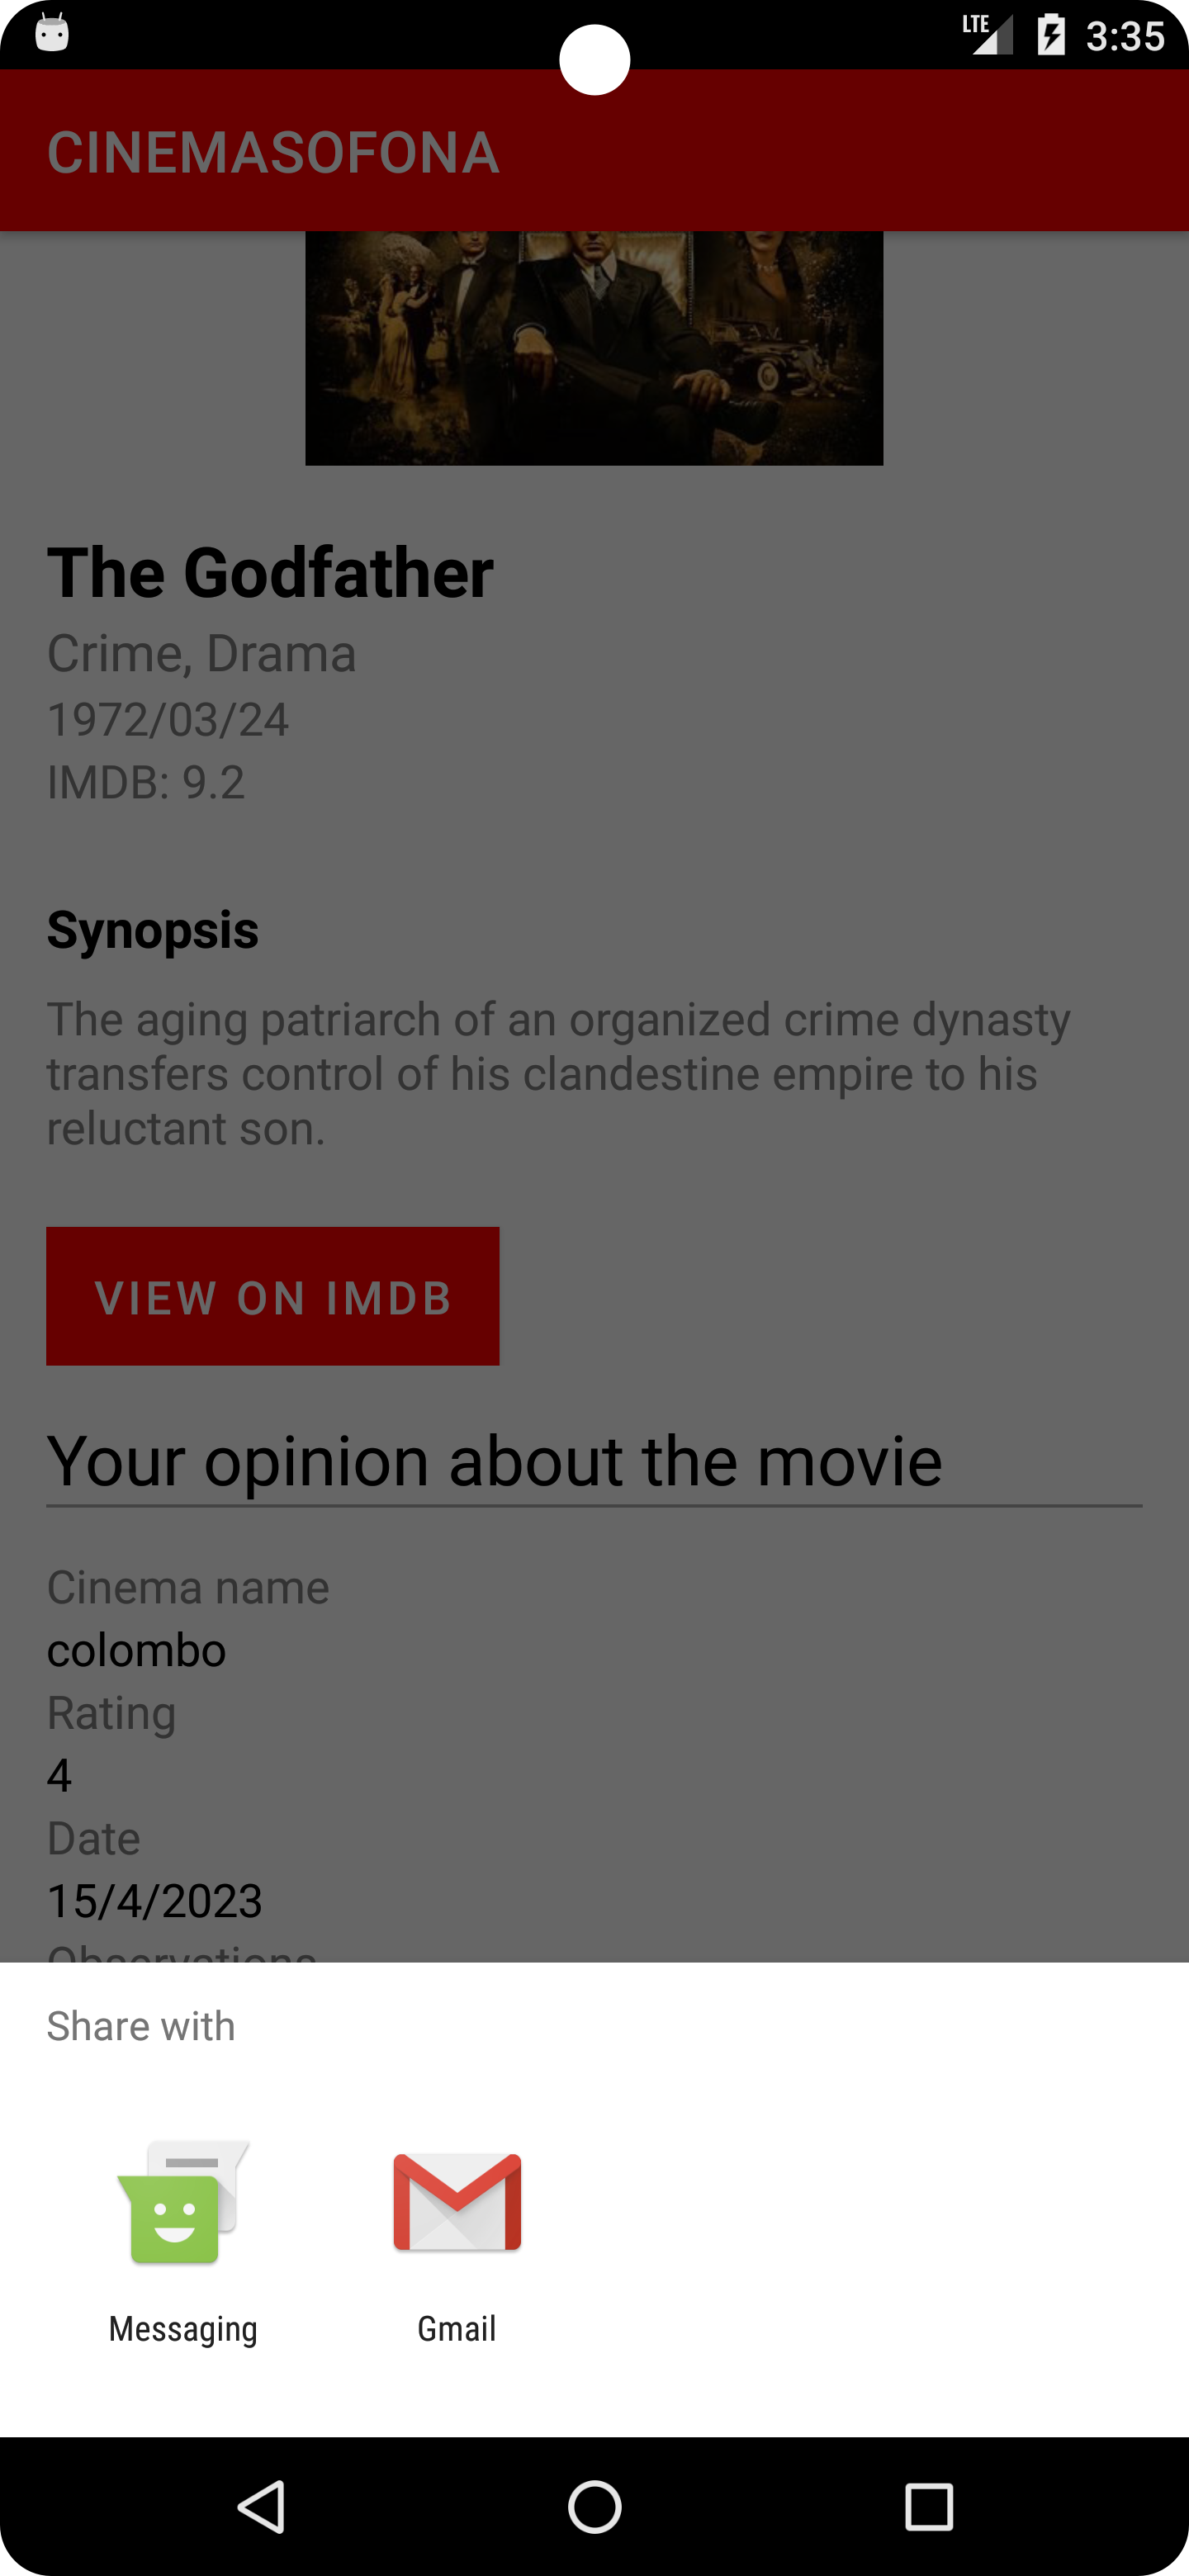 LTE 3:35
CINEMASOFONA
The Godfather
Crime, Drama
1972/03/24
IMDB: 9.2
Synopsis
The aging patriarch of an organized crime dynasty
transfers control of his clandestine empire to his
reluctant son.
VIEW ON IMDB
Your opinion about the movie
Cinema name
colombo
Rating
4
Date
15/4/2023
Observations
Share with
Messaging Gmail